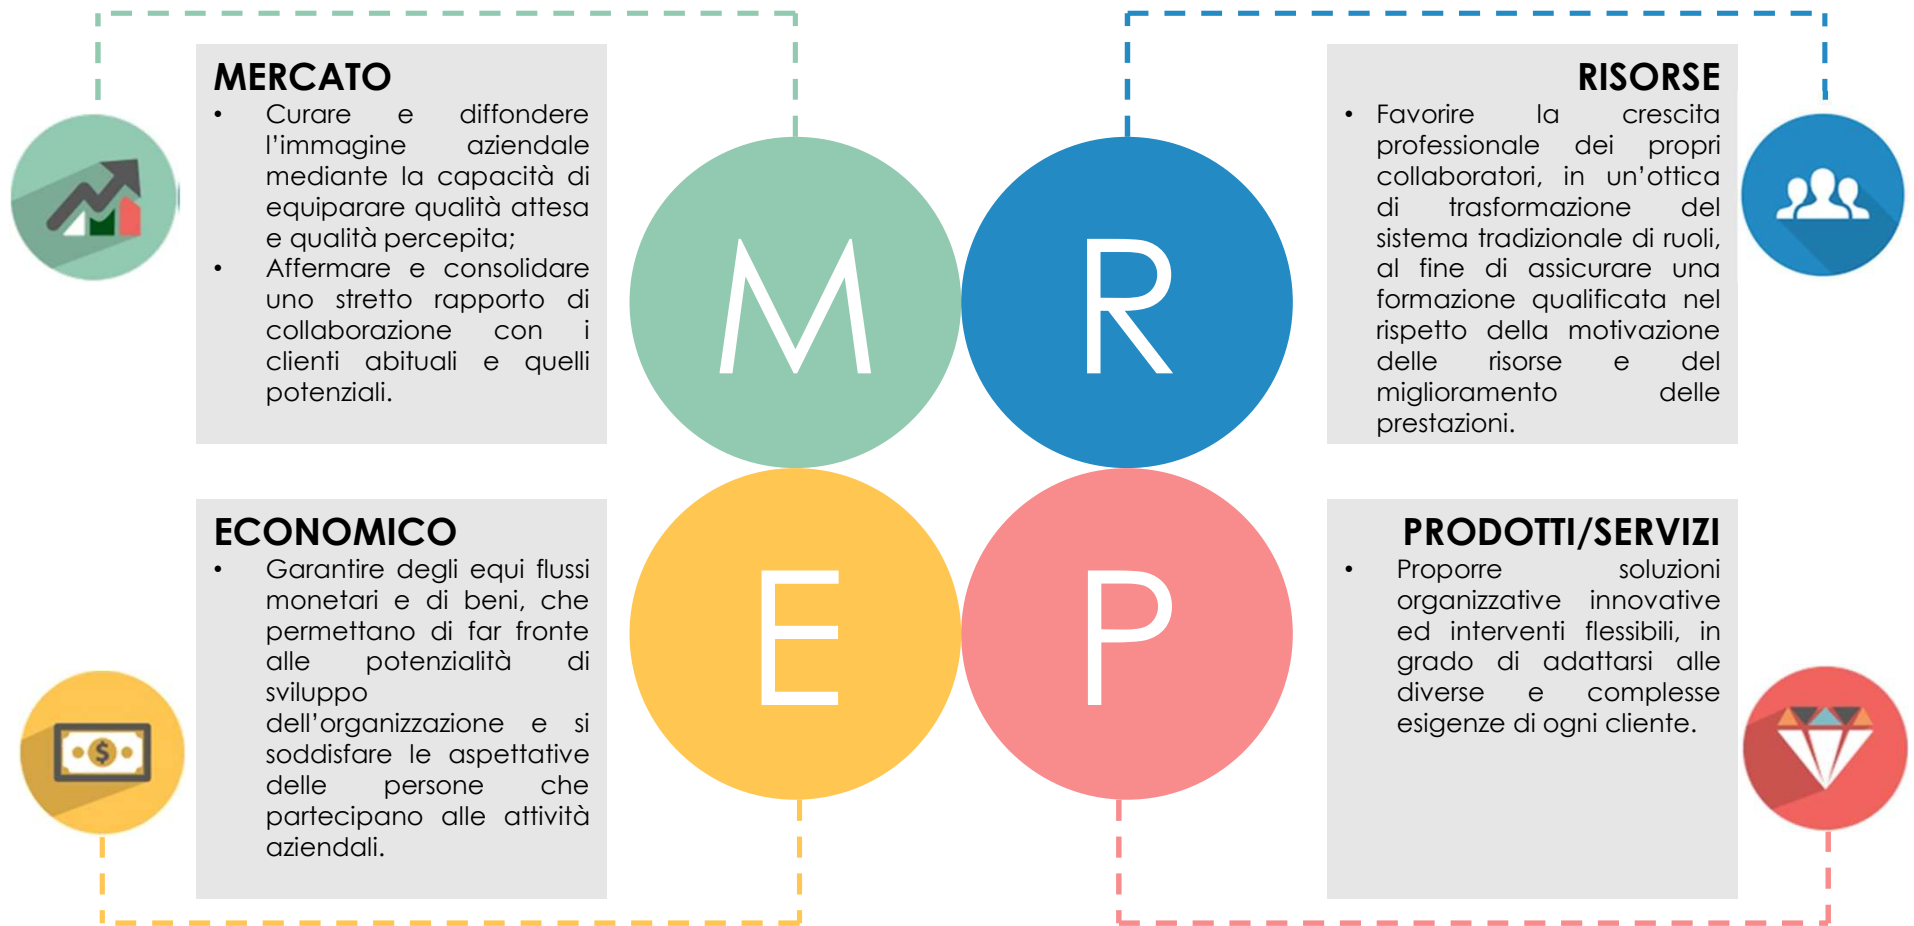 MERCATO
• Curare e diffondere
l’immagine aziendale
mediante la capacità di
equiparare qualità attesa
e qualità percepita;
• Affermare e consolidare
uno stretto rapporto di
collaborazione con i
clienti abituali e quelli
potenziali.
M
R
RISORSE
• Favorire la crescita
professionale dei propri
collaboratori, in un’ottica
di trasformazione del
sistema tradizionale di ruoli,
al fine di assicurare una
formazione qualificata nel
rispetto della motivazione
delle risorse e del
miglioramento delle
prestazioni.
ECONOMICO
• Garantire degli equi flussi
monetari e di beni, che
permettano di far fronte
alle potenzialità di
sviluppo
dell’organizzazione e si
soddisfare le aspettative
delle persone che
partecipano alle attività
aziendali.
$
E
P
PRODOTTI/SERVIZI
• Proporre soluzioni
organizzative innovative
ed interventi flessibili, in
grado di adattarsi alle
diverse e complesse
esigenze di ogni cliente.